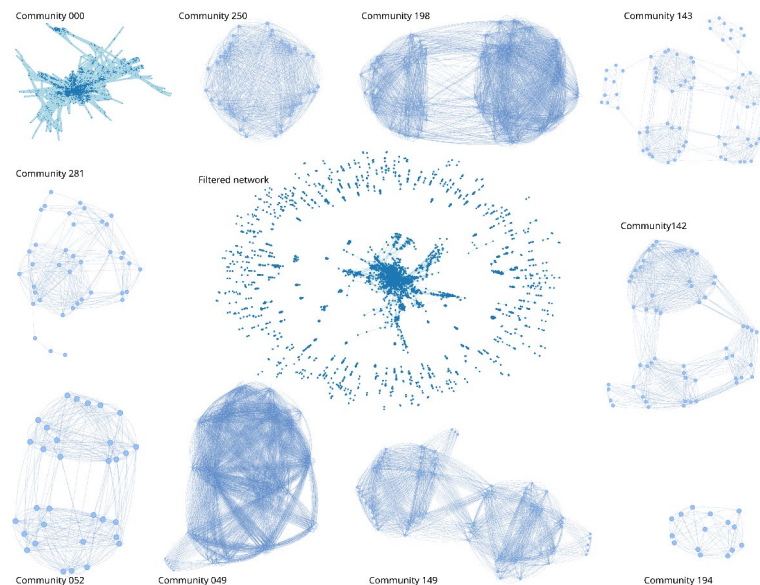 Community 000
Community 250
Community 198
Community 143
Community 281
Filtered network
Community142
Community 052
Community 049
Community 149
Community 194